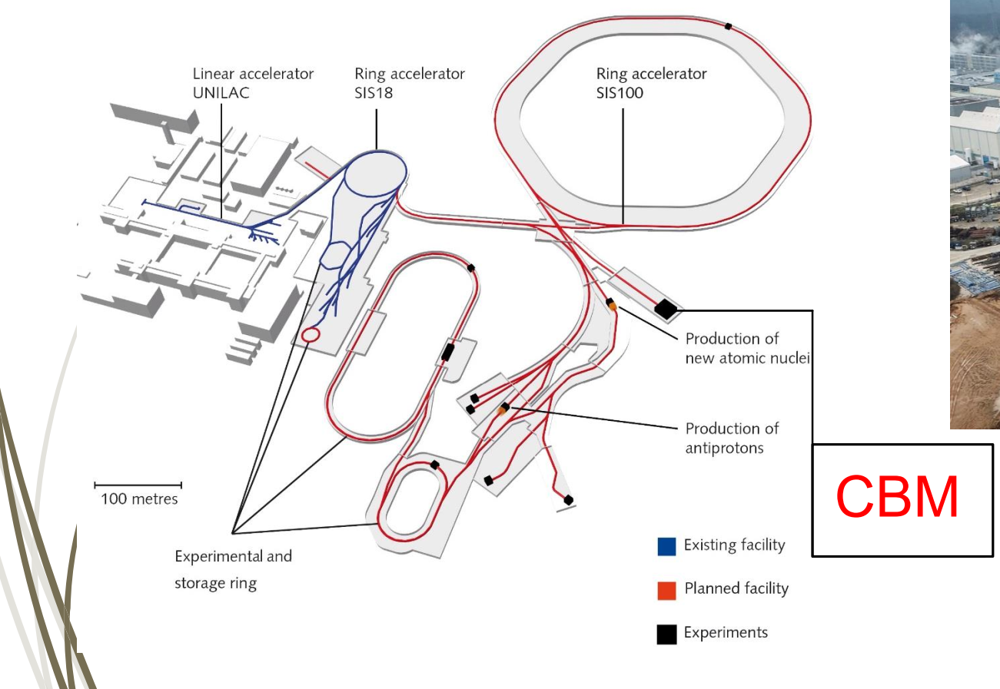 Linear accelerator
UNILAC
Ring accelerator
SIS18
Ring accelerator
SIS100
Production of
new atomic nuclei
Production of
antiprotons
CBM
100 metres
Experimental and
storage ring
Existing facility
Planned facility
Experiments